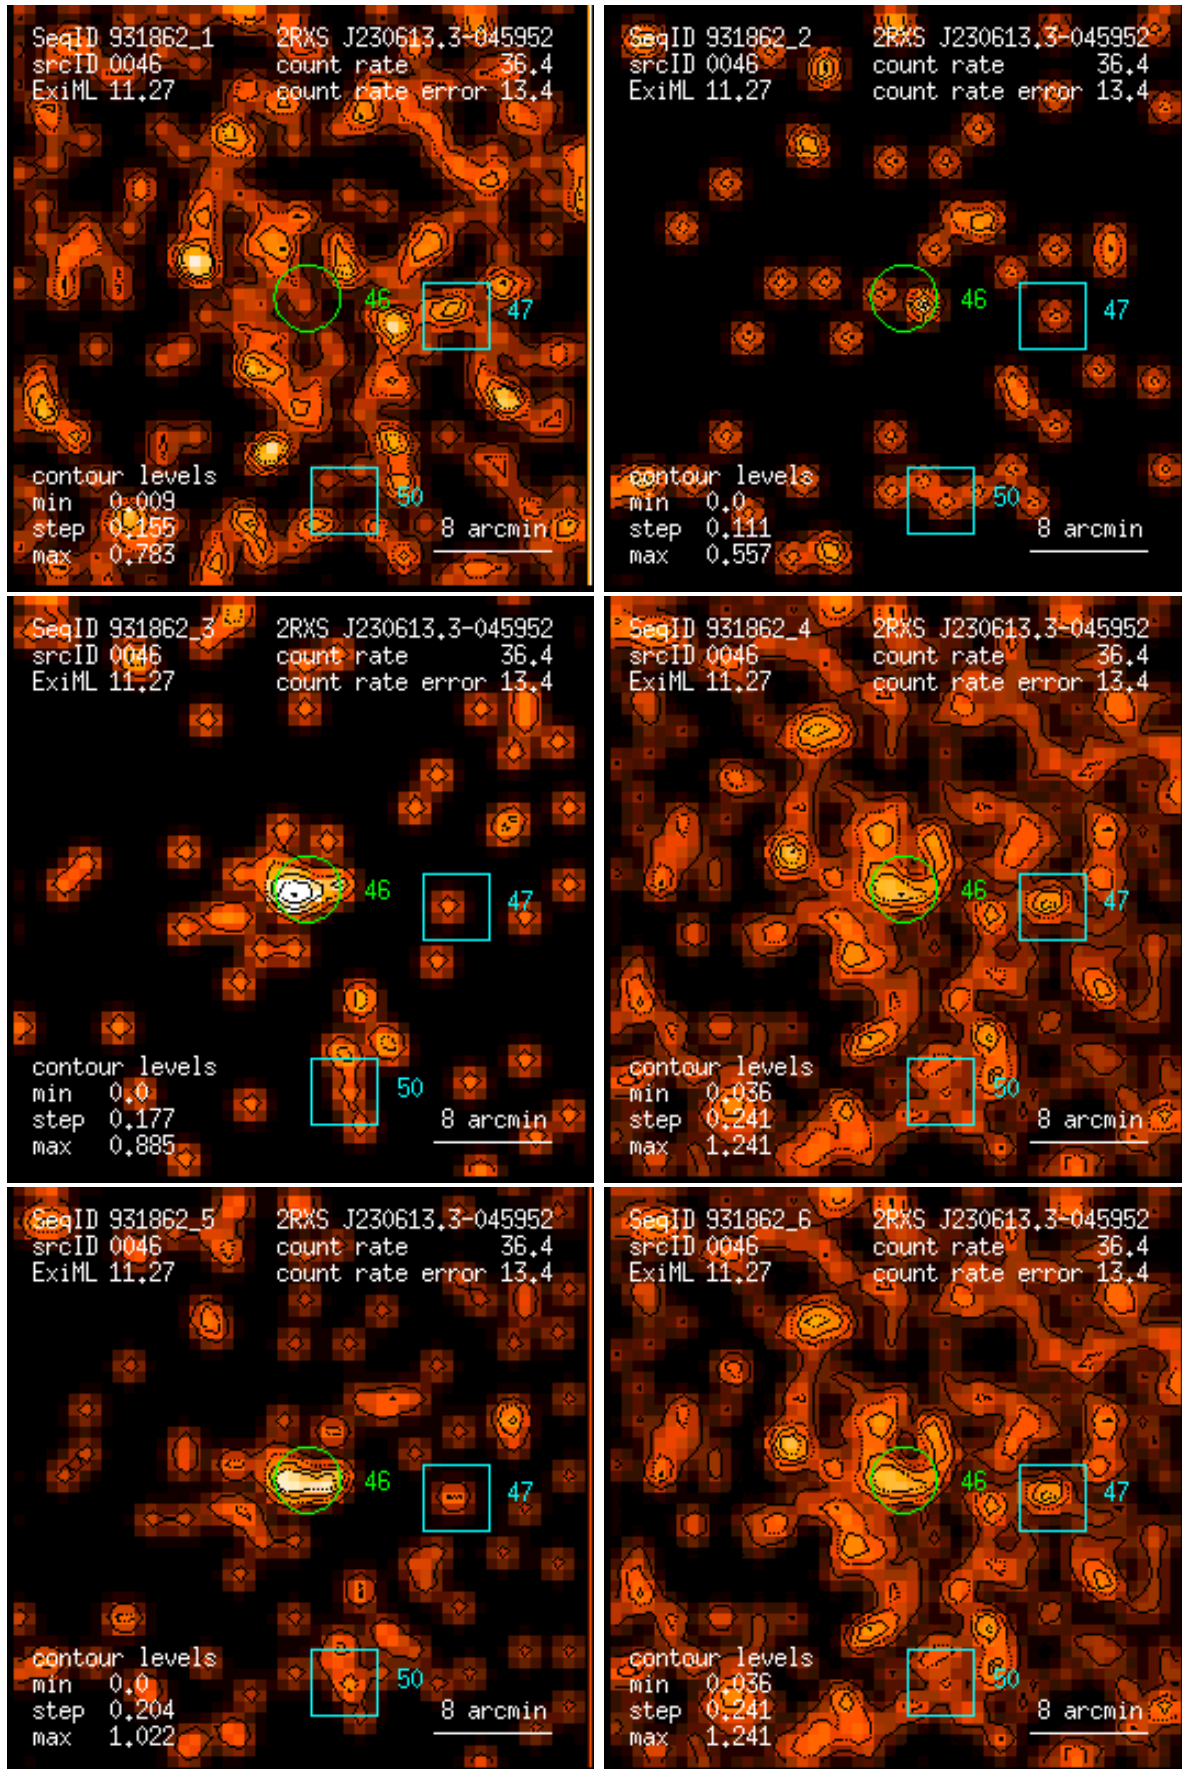 SeqID 931862_1 2RXS J230613.3-045952
srcID 0046 count rate 36.4
ExiML 11.27 count rate error 13.4
46
47
contour levels
min 0.009 50
step 0.155 8 arcmin
max 0.783
SeqID 931862_2 2RXS J230613.3-045952
srcID 0046 count rate 36.4
ExiML 11.27 count rate error 13.4
46
47
contour levels
min 0.0 50
step 0.111 8 arcmin
max 0.557
SeqID 931862_3 2RXS J230613.3-045952
srcID 0046 count rate 36.4
ExiML 11.27 count rate error 13.4
46
47
contour levels
min 0.0 50
step 0.177 8 arcmin
max 0.885
SeqID 931862_4 2RXS J230613.3-045952
srcID 0046 count rate 36.4
ExiML 11.27 count rate error 13.4
46
47
contour levels
min 0.036 50
step 0.241 8 arcmin
max 1.241
SeqID 931862_5 2RXS J230613.3-045952
srcID 0046 count rate 36.4
ExiML 11.27 count rate error 13.4
46
47
contour levels
min 0.0 50
step 0.204 8 arcmin
max 1.022
SeqID 931862_6 2RXS J230613.3-045952
srcID 0046 count rate 36.4
ExiML 11.27 count rate error 13.4
46
47
contour levels
min 0.036 50
step 0.241 8 arcmin
max 1.241